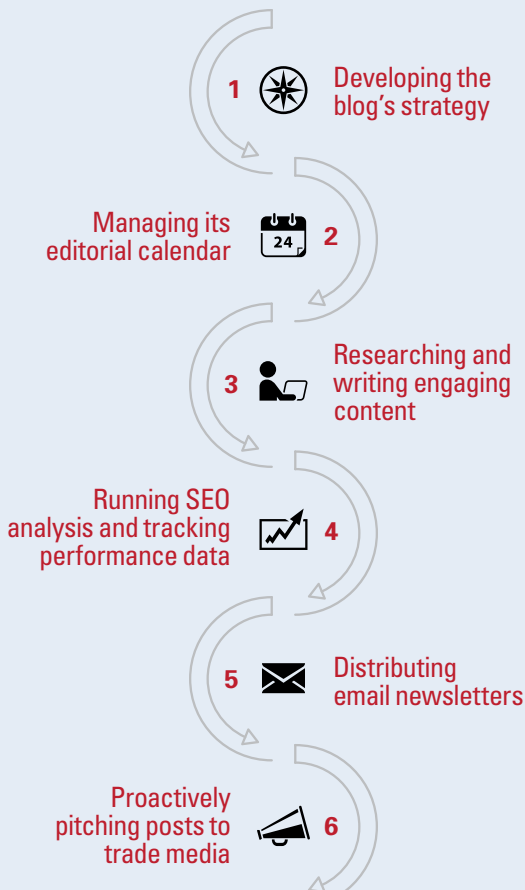 1
Developing the
blog's strategy
Managing its
editorial calendar
24
2
3
Researching and
writing engaging
content
Running SEO
analysis and tracking
performance data
4
5
Distributing
email newsletters
Proactively
pitching posts to
trade media
6